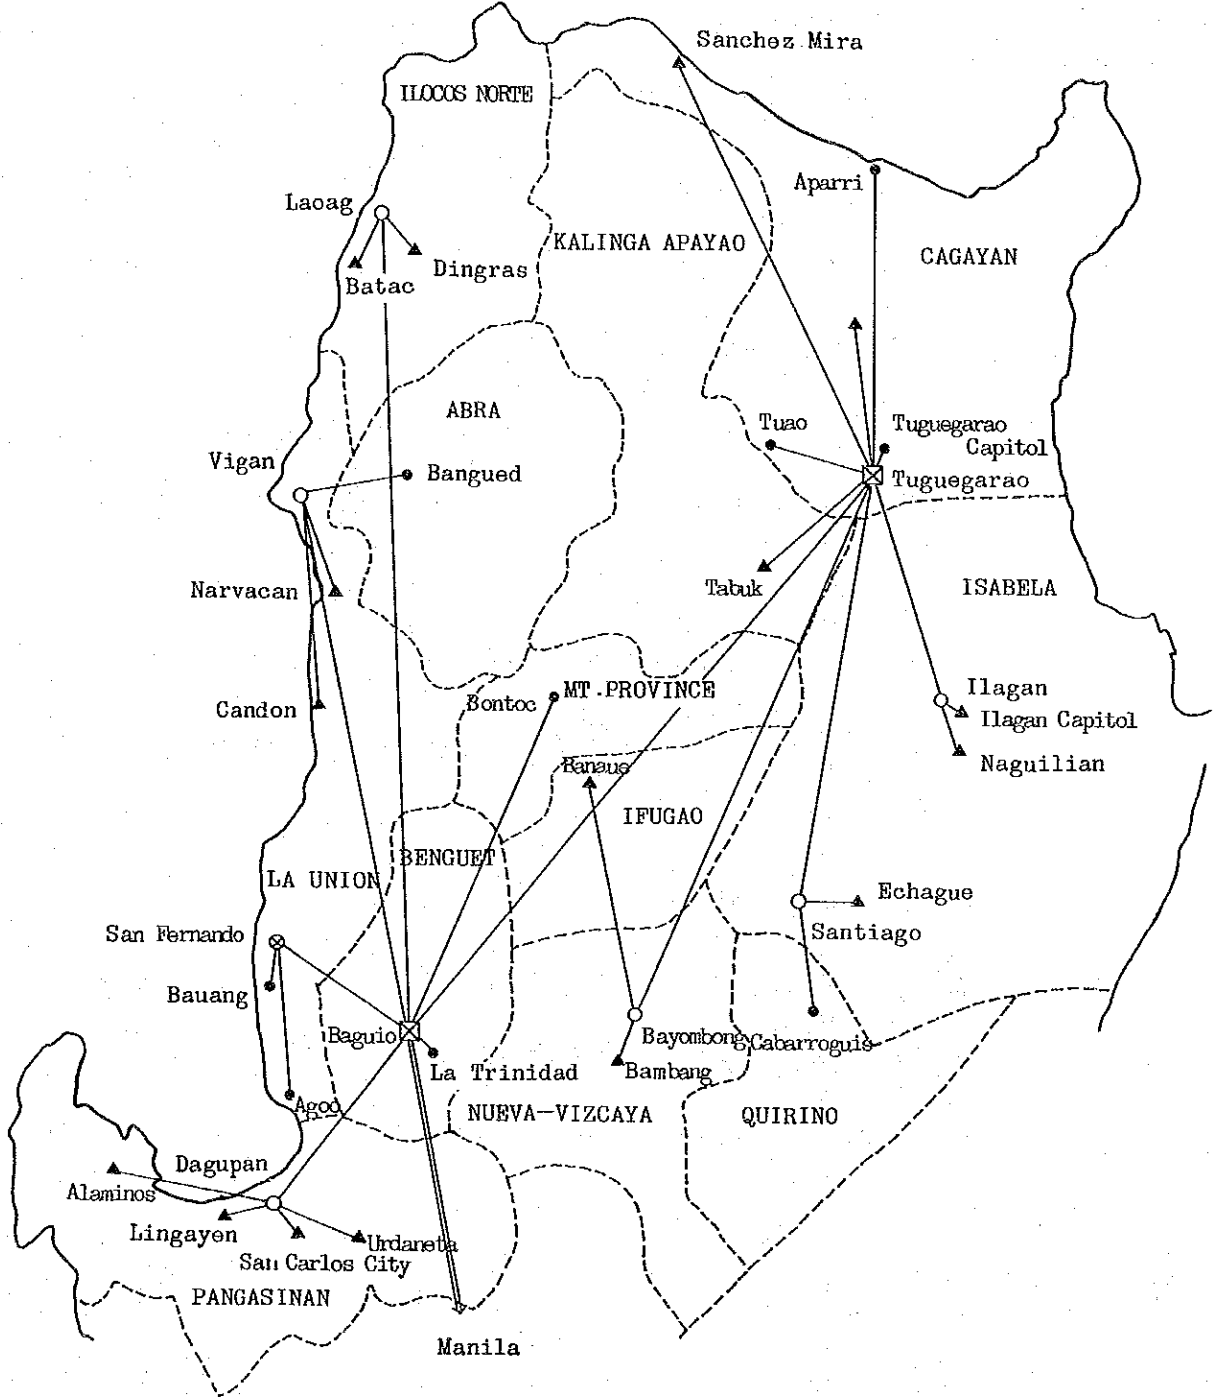 Sanchez Mira
ILOCOS NORTE
Aparri
Laoag
KALINGA APAYAO
CAGAYAN
Dingras
Batac
ABRA
Tuao
Tuguegarao
Capitol
Vigan
Bangued
Tuguegarao
Narvacan
Tabuk
ISABELA
Candon
Bontoc
MT.PROVINCE
Ilagan
Ilagan Capitol
Naguilian
Banaue
IFUGAO
BENGUET
LA UNION
Echague
San Fernando
Santiago
Bauang
Baguio
Bayombong
Cabarroguis
La Trinidad
Bambang
Agoo
NUEVA-VIZCAYA
QUIRINO
Dagupan
Alaminos
Lingayen
Urdaneta
San Carlos City
PANGASINAN
Manila